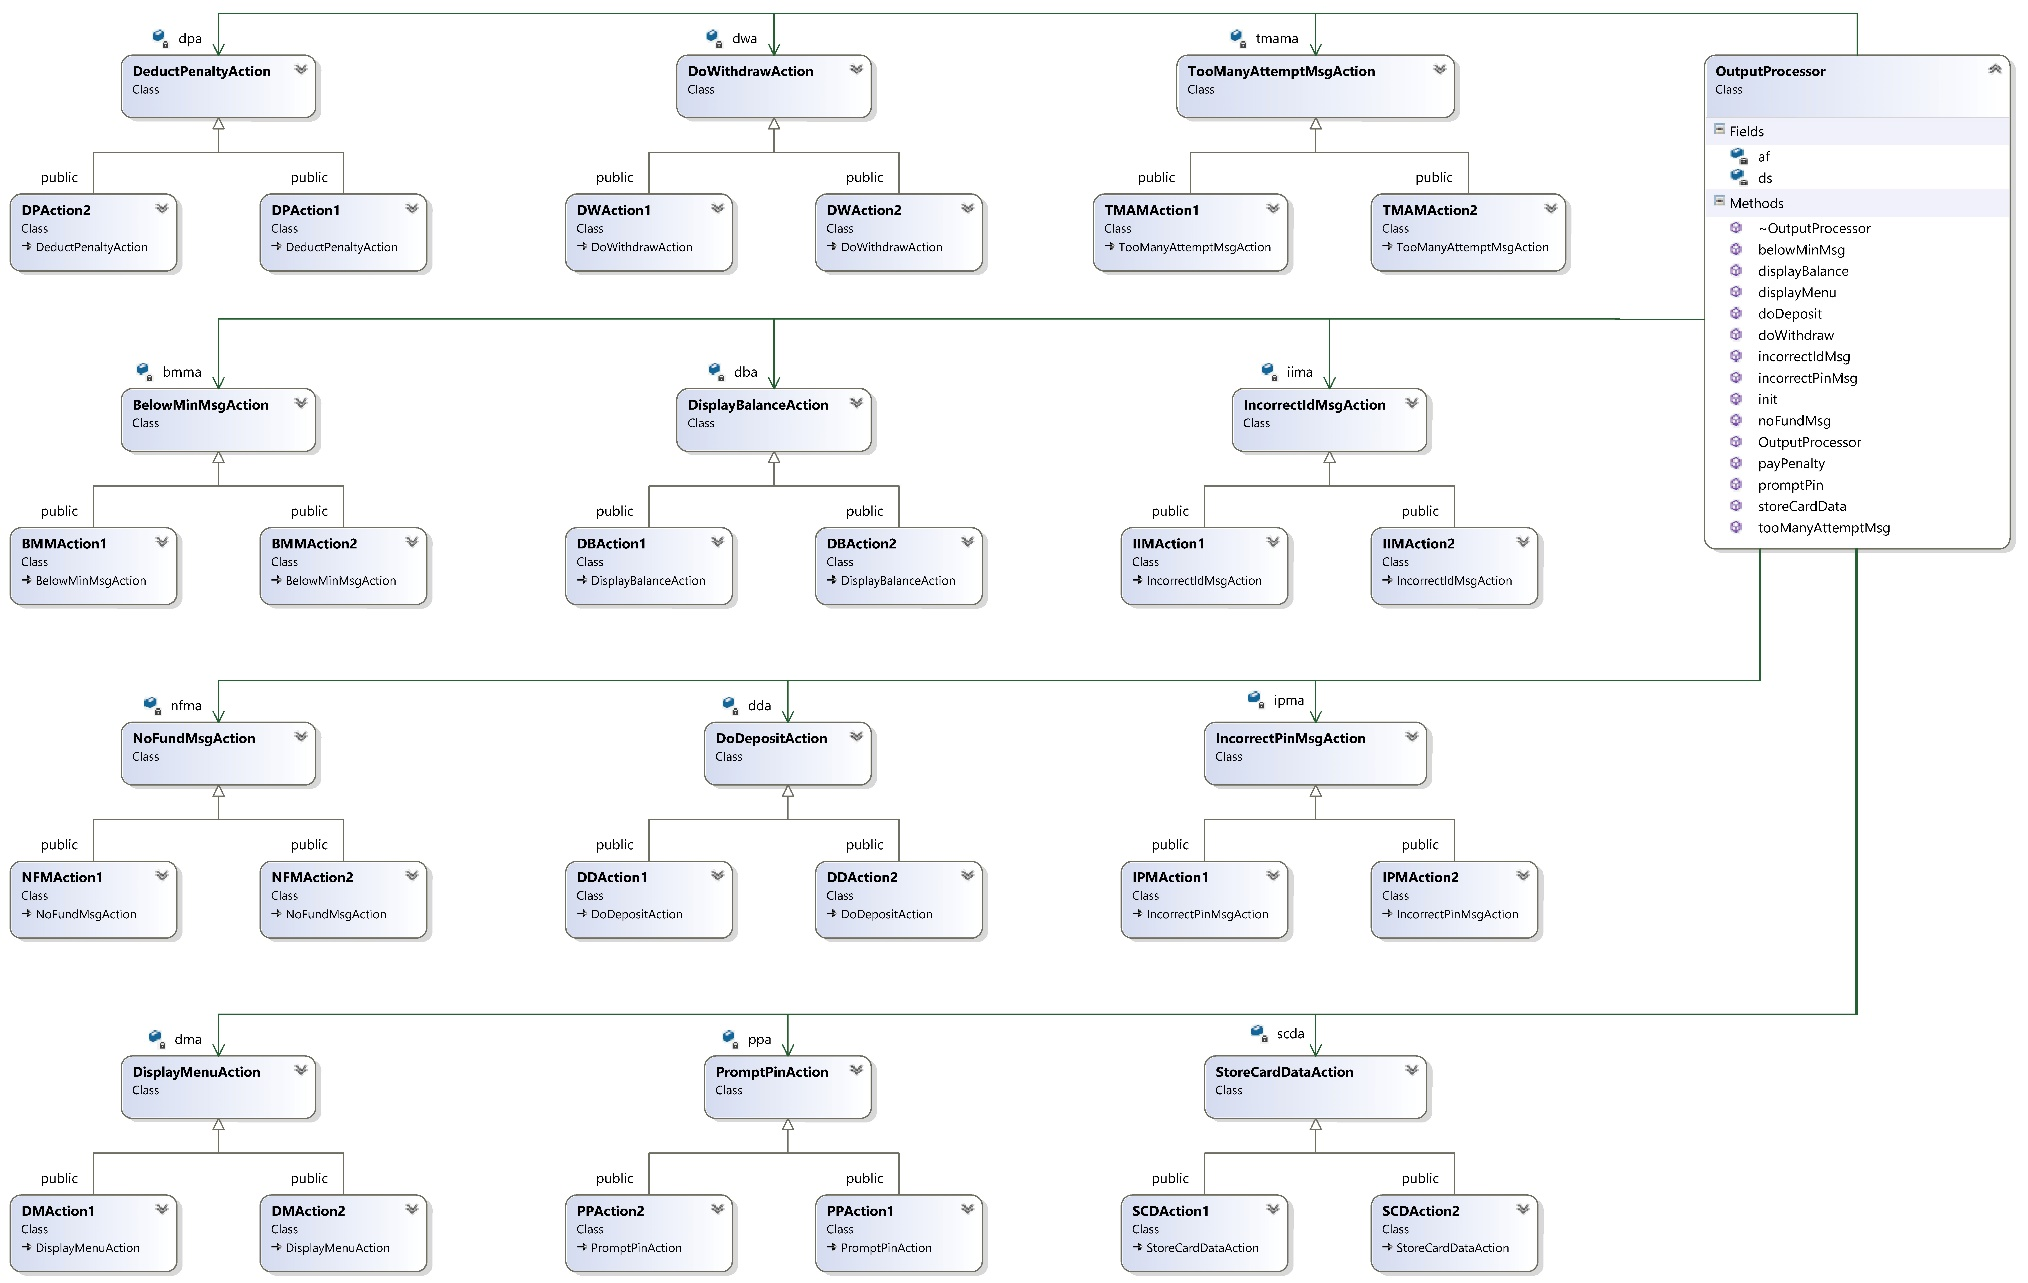 dpa
dwa
tmama
DeductPenaltyAction
Class
DoWithdrawAction
Class
TooManyAttemptMsgAction
Class
public
public
public
public
public
public
DPAction2
Class
DeductPenaltyAction
DPAction1
Class
DeductPenaltyAction
DWAction1
Class
DoWithdrawAction
DWAction2
Class
DoWithdrawAction
TMAMAction1
Class
TooManyAttemptMsgAction
TMAMAction2
Class
TooManyAttemptMsgAction
OutputProcessor
Class
Fields
af
ds
Methods
~OutputProcessor
belowMinMsg
displayBalance
displayMenu
doDeposit
doWithdraw
incorrectIdMsg
incorrectPinMsg
init
noFundMsg
OutputProcessor
payPenalty
promptPin
storeCardData
tooManyAttemptMsg
bmma
dba
iima
BelowMinMsgAction
Class
DisplayBalanceAction
Class
IncorrectIdMsgAction
Class
public
public
public
public
public
public
BMMAction1
Class
BelowMinMsgAction
BMMAction2
Class
BelowMinMsgAction
DBAction1
Class
DisplayBalanceAction
DBAction2
Class
DisplayBalanceAction
IIMAction1
Class
IncorrectIdMsgAction
IIMAction2
Class
IncorrectIdMsgAction
nfma
dda
ipma
NoFundMsgAction
Class
DoDepositAction
Class
IncorrectPinMsgAction
Class
public
public
public
public
public
public
NFMAction1
Class
NoFundMsgAction
NFMAction2
Class
NoFundMsgAction
DDAction1
Class
DoDepositAction
DDAction2
Class
DoDepositAction
IPMAction1
Class
IncorrectPinMsgAction
IPMAction2
Class
IncorrectPinMsgAction
dma
ppa
scda
DisplayMenuAction
Class
PromptPinAction
Class
StoreCardDataAction
Class
public
public
public
public
public
public
DMAction1
Class
DisplayMenuAction
DMAction2
Class
DisplayMenuAction
PPAction2
Class
PromptPinAction
PPAction1
Class
PromptPinAction
SCDAction1
Class
StoreCardDataAction
SCDAction2
Class
StoreCardDataAction